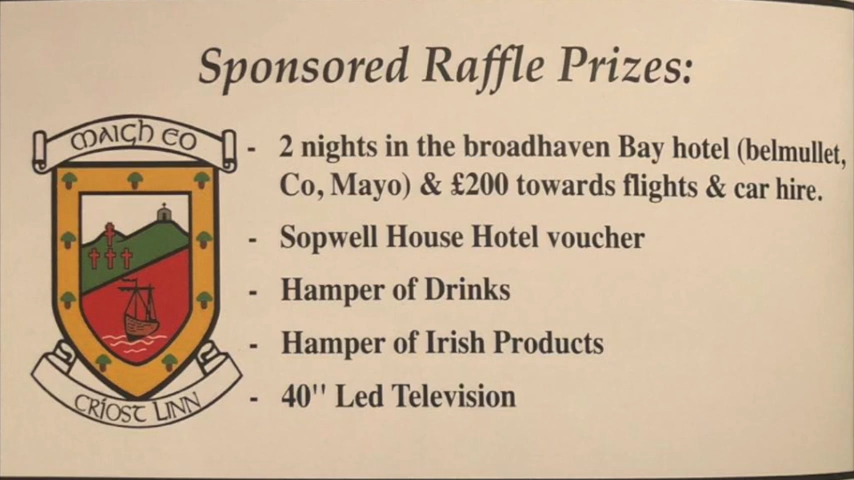 Sponsored Raffle Prizes:
MAIGH EO
- 2 nights in the broadhaven Bay hotel (belmullet,
Co, Mayo) & £200 towards flights & car hire.
- Sopwell House Hotel voucher
- Hamper of Drinks
- Hamper of Irish Products
- 40" Led Television
CRÍOST LINN